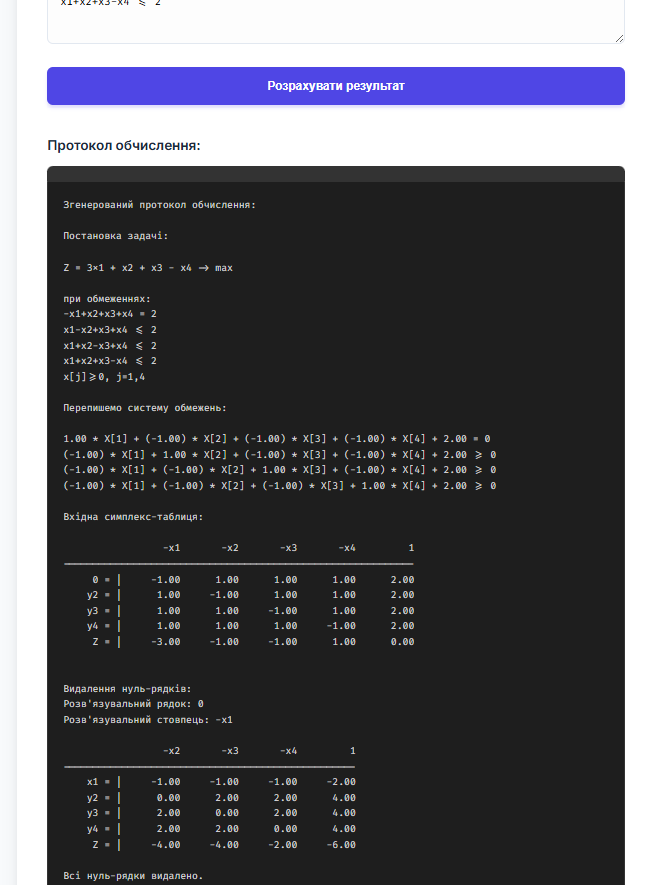 x1+x2+x3-x4 ⩽ 2
Розрахувати результат
Протокол обчислення:
Згенерований протокол обчислення:
Постановка задачі:
Z = 3×1 + x2 + x3 - x4 → max
при обмеженнях:
-x1+x2+x3+x4 = 2
x1-x2+x3+x4 ⩽ 2
x1+x2-x3+x4 ⩽ 2
x1+x2+x3-x4 ⩽ 2
x[j]⩾0, j=1,4
Перепишемо систему обмежень:
1.00 * X[1] + (-1.00) * X[2] + (-1.00) * X[3] + (-1.00) * X[4] + 2.00 = 0
(-1.00) * X[1] + 1.00 * X[2] + (-1.00) * X[3] + (-1.00) * X[4] + 2.00 ⩾ 0
(-1.00) * X[1] + (-1.00) * X[2] + 1.00 * X[3] + (-1.00) * X[4] + 2.00 ⩾ 0
(-1.00) * X[1] + (-1.00) * X[2] + (-1.00) * X[3] + 1.00 * X[4] + 2.00 ⩾ 0
Вхідна симплекс-таблиця:
-x1 -x2 -x3 -x4 1
0 = | -1.00 1.00 1.00 1.00 2.00
y2 = | 1.00 -1.00 1.00 1.00 2.00
y3 = | 1.00 1.00 -1.00 1.00 2.00
y4 = | 1.00 1.00 1.00 -1.00 2.00
Z = | -3.00 -1.00 -1.00 1.00 0.00
Видалення нуль-рядків:
Розв'язувальний рядок: 0
Розв'язувальний стовпець: -x1
-x2 -x3 -x4 1
x1 = | -1.00 -1.00 -1.00 -2.00
y2 = | 0.00 2.00 2.00 4.00
y3 = | 2.00 0.00 2.00 4.00
y4 = | 2.00 2.00 0.00 4.00
Z = | -4.00 -4.00 -2.00 -6.00
Всі нуль-рядки видалено.